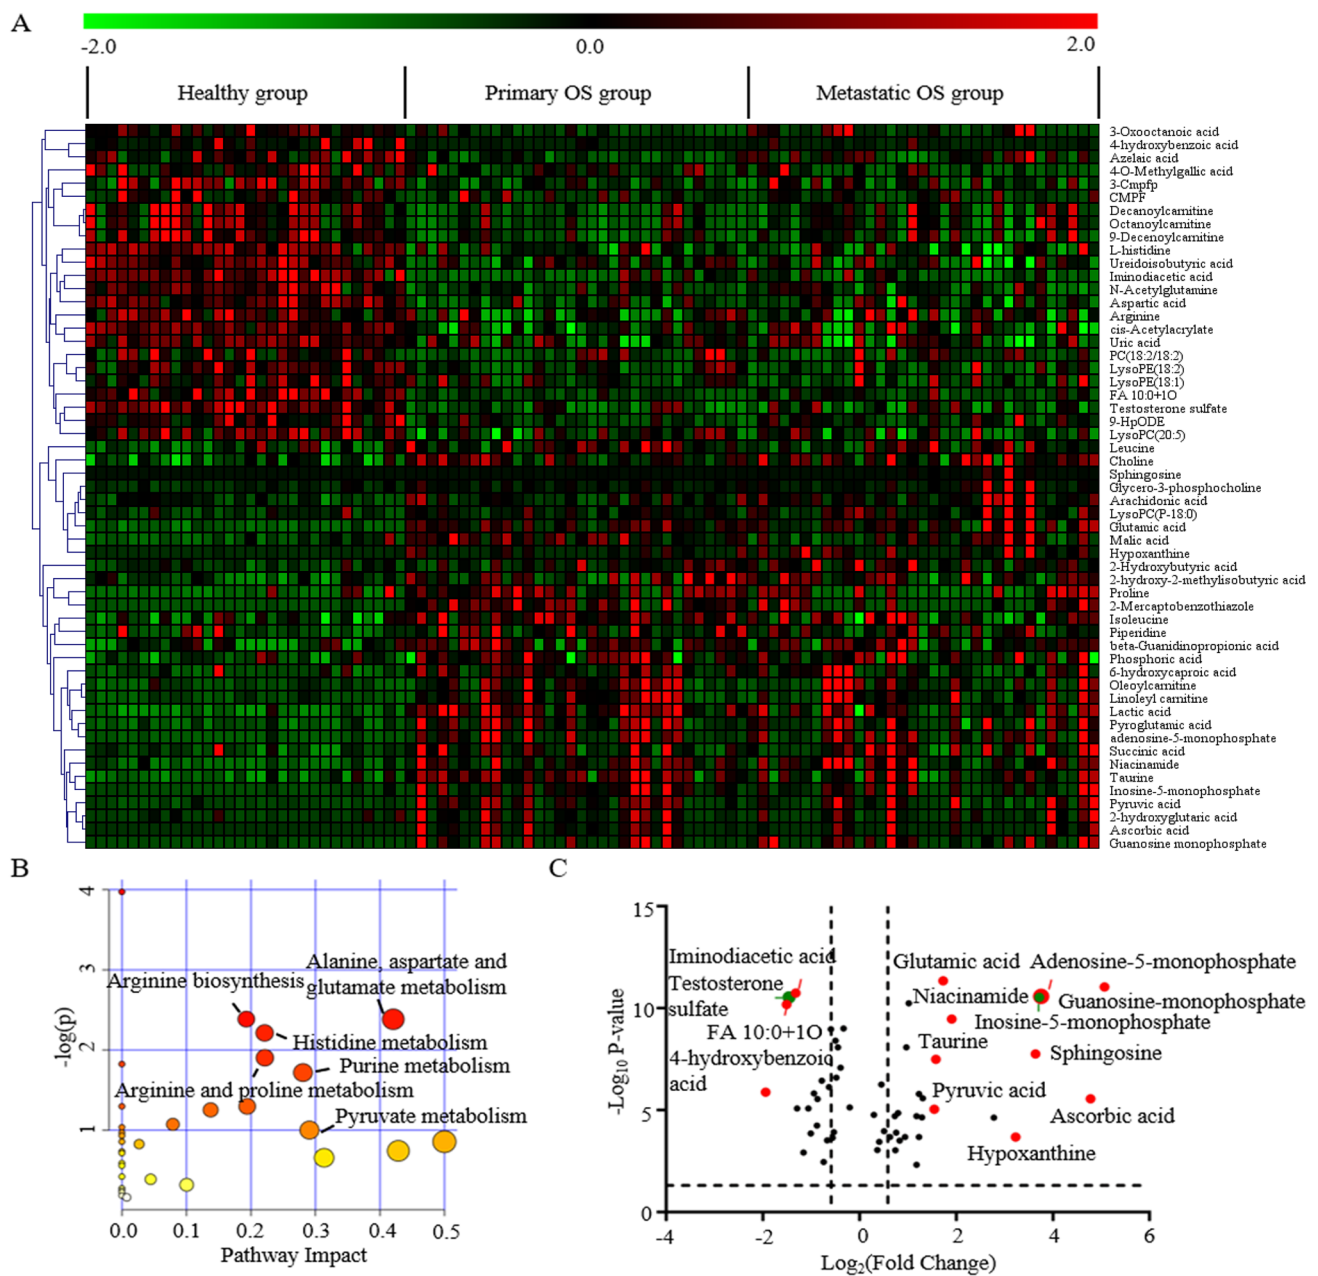 A
-2.0 0.0 2.0
Healthy group Primary OS group Metastatic OS group
3-Oxooctanoic acid
4-hydroxybenzoic acid
Azelaic acid
4-O-Methylgallic acid
3-Cmpfp
CMPF
Decanoylcarnitine
Octanoylcarnitine
9-Decenoylcarnitine
L-histidine
Ureidoisobutyric acid
Iminodiacetic acid
N-Acetylglutamine
Aspartic acid
Arginine
cis-Acetylacrylate
Uric acid
PC(18:2/18:2)
LysoPE(18:2)
LysoPE(18:1)
FA 10:0+1O
Testosterone sulfate
9-HpODE
LysoPC(20:5)
Leucine
Choline
Sphingosine
Glycero-3-phosphocholine
Arachidonic acid
LysoPC(P-18:0)
Glutamic acid
Malic acid
Hypoxanthine
2-Hydroxybutyric acid
2-hydroxy-2-methylisobutyric acid
Proline
2-Mercaptobenzothiazole
Isoleucine
Piperidine
beta-Guanidinopropionic acid
Phosphoric acid
6-hydroxycaproic acid
Oleoylcarnitine
Linoleyl carnitine
Lactic acid
Pyroglutamic acid
adenosine-5-monophosphate
Succinic acid
Niacinamide
Taurine
Inosine-5-monophosphate
Pyruvic acid
2-hydroxyglutaric acid
Ascorbic acid
Guanosine monophosphate
B
-log(p)
4
3
2
1
Alanine, aspartate and
glutamate metabolism
Arginine biosynthesis
Histidine metabolism
Purine metabolism
Arginine and proline metabolism
Pyruvate metabolism
0.0 0.1 0.2 0.3 0.4 0.5
Pathway Impact
C
-Log10 P-value
15
10
5
0
Iminodiacetic acid
Testosterone
sulfate
FA 10:0+1O
4-hydroxybenzoic
acid
Glutamic acid
Adenosine-5-monophosphate
Niacinamide
Guanosine-monophosphate
Inosine-5-monophosphate
Taurine
Sphingosine
Pyruvic acid
Ascorbic acid
Hypoxanthine
-4 -2 0 2 4 6
Log2(Fold Change)